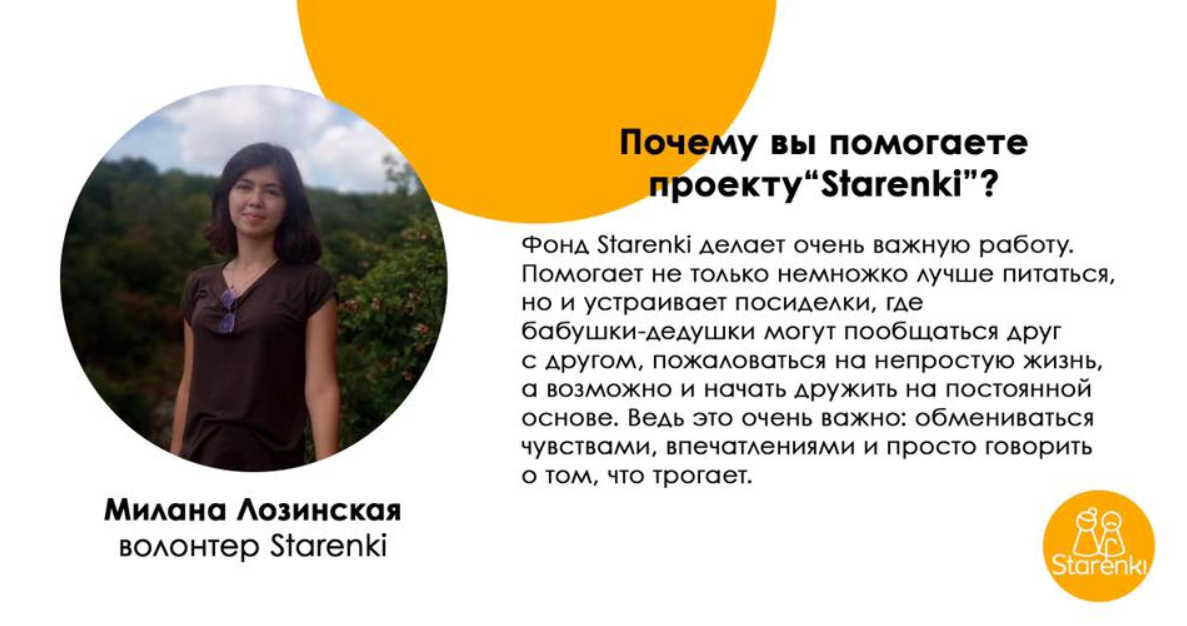 Почему вы помогаете
проекту“Starenki”?
Фонд Starenki делает очень важную работу.
Помогает не только немножко лучше питаться,
но и устраивает посиделки, где
бабушки-дедушки могут пообщаться друг
с другом, пожаловаться на непростую жизнь,
а возможно и начать дружить на постоянной
основе. Ведь это очень важно: обмениваться
чувствами, впечатлениями и просто говорить
о том, что трогает.
Милана Лозинская
волонтер Starenki
Starenki